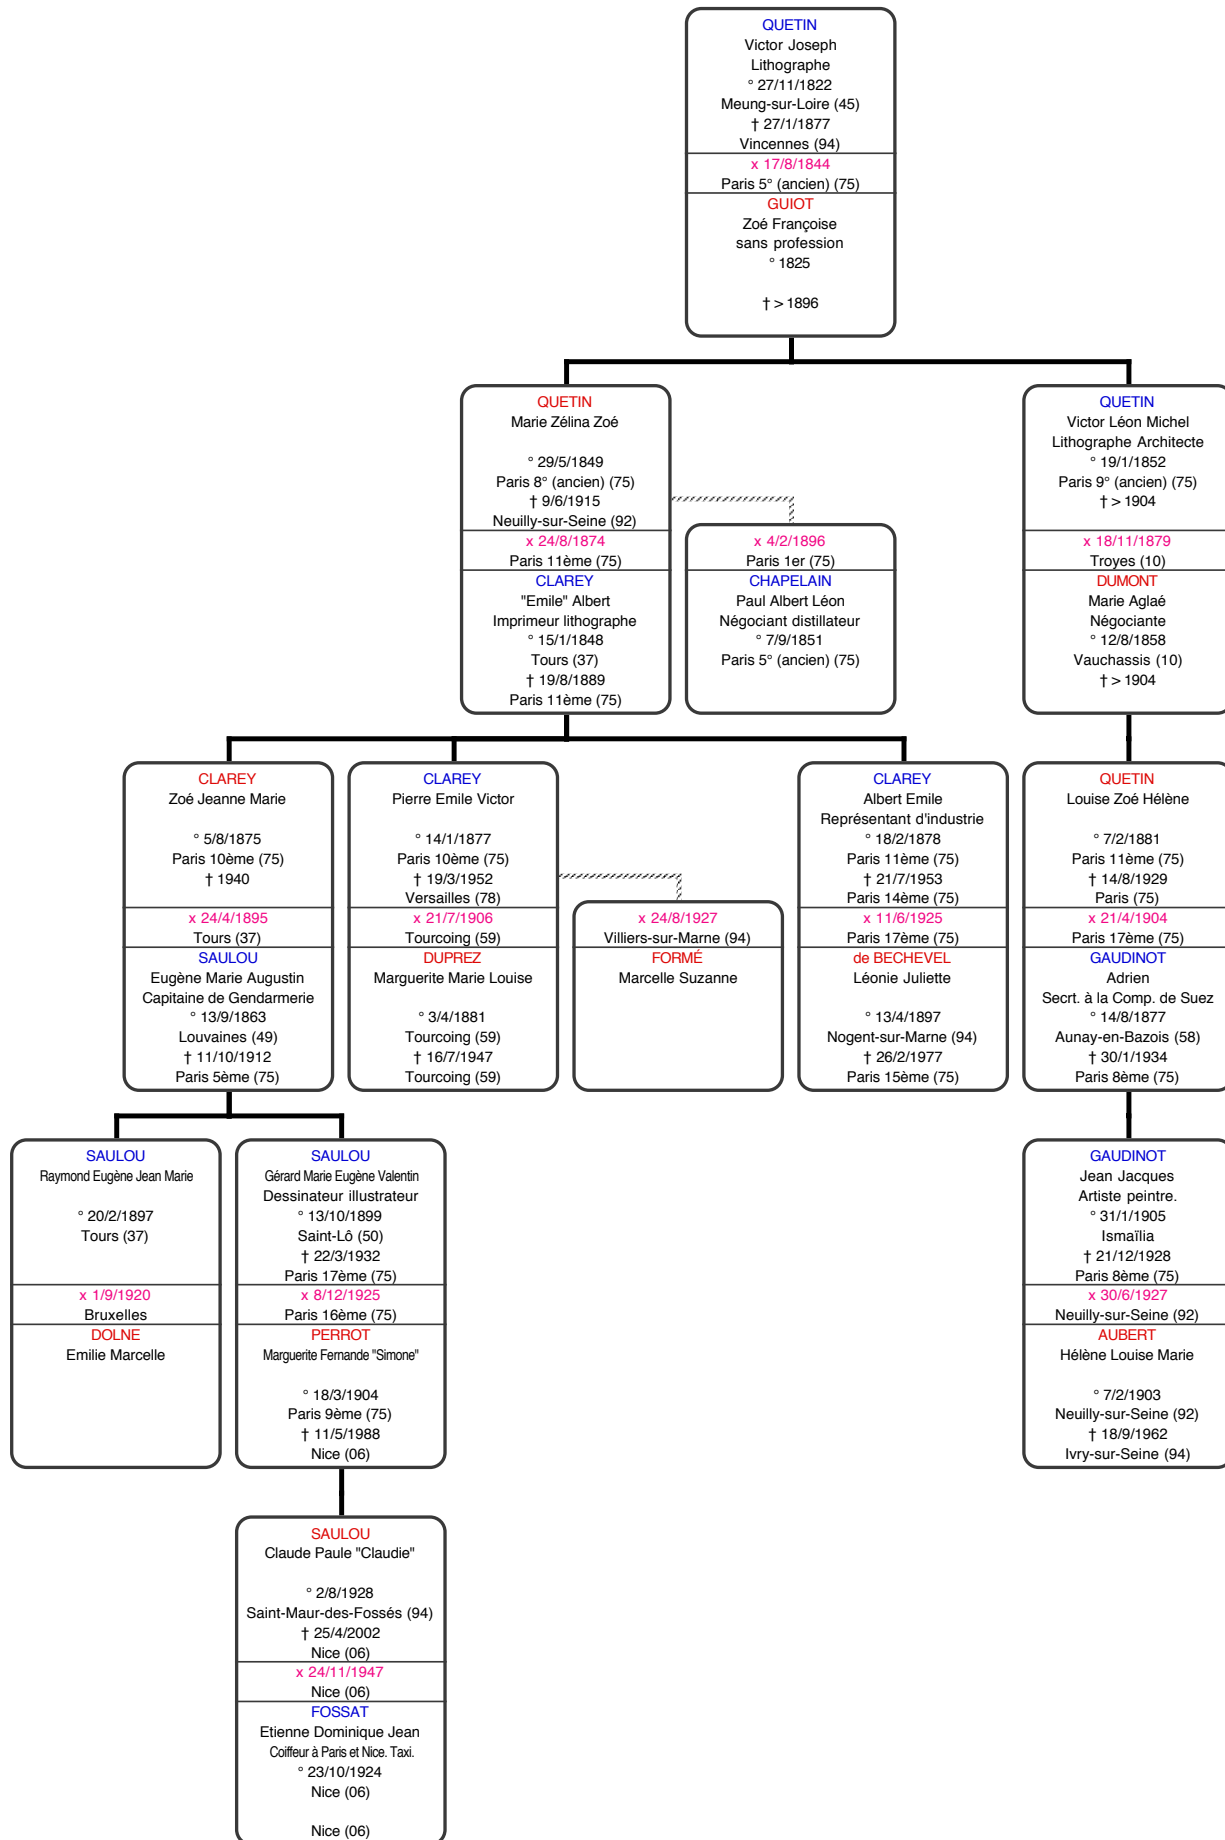 QUETIN
Victor Joseph
Lithographe
° 27/11/1822
Meung-sur-Loire (45)
† 27/1/1877
Vincennes (94)
x 17/8/1844
Paris 5° (ancien) (75)
GUIOT
Zoé Françoise
sans profession
° 1825
† > 1896
QUETIN
Marie Zélina Zoé
° 29/5/1849
Paris 8° (ancien) (75)
† 9/6/1915
Neuilly-sur-Seine (92)
x 24/8/1874
Paris 11ème (75)
CLAREY
"Emile" Albert
Imprimeur lithographe
° 15/1/1848
Tours (37)
† 19/8/1889
Paris 11ème (75)
x 4/2/1896
Paris 1er (75)
CHAPELAIN
Paul Albert Léon
Négociant distillateur
° 7/9/1851
Paris 5° (ancien) (75)
QUETIN
Victor Léon Michel
Lithographe Architecte
° 19/1/1852
Paris 9° (ancien) (75)
† > 1904
x 18/11/1879
Troyes (10)
DUMONT
Marie Aglaé
Négociante
° 12/8/1858
Vauchassis (10)
† > 1904
CLAREY
Zoé Jeanne Marie
° 5/8/1875
Paris 10ème (75)
† 1940
x 24/4/1895
Tours (37)
SAULOU
Eugène Marie Augustin
Capitaine de Gendarmerie
° 13/9/1863
Louvaines (49)
† 11/10/1912
Paris 5ème (75)
CLAREY
Pierre Emile Victor
° 14/1/1877
Paris 10ème (75)
† 19/3/1952
Versailles (78)
x 21/7/1906
Tourcoing (59)
DUPREZ
Marguerite Marie Louise
° 3/4/1881
Tourcoing (59)
† 16/7/1947
Tourcoing (59)
x 24/8/1927
Villiers-sur-Marne (94)
FORMÉ
Marcelle Suzanne
CLAREY
Albert Emile
Représentant d'industrie
° 18/2/1878
Paris 11ème (75)
† 21/7/1953
Paris 14ème (75)
x 11/6/1925
Paris 17ème (75)
de BECHEVEL
Léonie Juliette
° 13/4/1897
Nogent-sur-Marne (94)
† 26/2/1977
Paris 15ème (75)
QUETIN
Louise Zoé Hélène
° 7/2/1881
Paris 11ème (75)
† 14/8/1929
Paris (75)
x 21/4/1904
Paris 17ème (75)
GAUDINOT
Adrien
Secrt. à la Comp. de Suez
° 14/8/1877
Aunay-en-Bazois (58)
† 30/1/1934
Paris 8ème (75)
SAULOU
Raymond Eugène Jean Marie
° 20/2/1897
Tours (37)
x 1/9/1920
Bruxelles
DOLNE
Emilie Marcelle
SAULOU
Gérard Marie Eugène Valentin
Dessinateur illustrateur
° 13/10/1899
Saint-Lô (50)
† 22/3/1932
Paris 17ème (75)
x 8/12/1925
Paris 16ème (75)
PERROT
Marguerite Fernande "Simone"
° 18/3/1904
Paris 9ème (75)
† 11/5/1988
Nice (06)
GAUDINOT
Jean Jacques
Artiste peintre.
° 31/1/1905
Ismaïlia
† 21/12/1928
Paris 8ème (75)
x 30/6/1927
Neuilly-sur-Seine (92)
AUBERT
Hélène Louise Marie
° 7/2/1903
Neuilly-sur-Seine (92)
† 18/9/1962
Ivry-sur-Seine (94)
SAULOU
Claude Paule "Claudie"
° 2/8/1928
Saint-Maur-des-Fossés (94)
† 25/4/2002
Nice (06)
x 24/11/1947
Nice (06)
FOSSAT
Etienne Dominique Jean
Coiffeur à Paris et Nice. Taxi.
° 23/10/1924
Nice (06)
Nice (06)